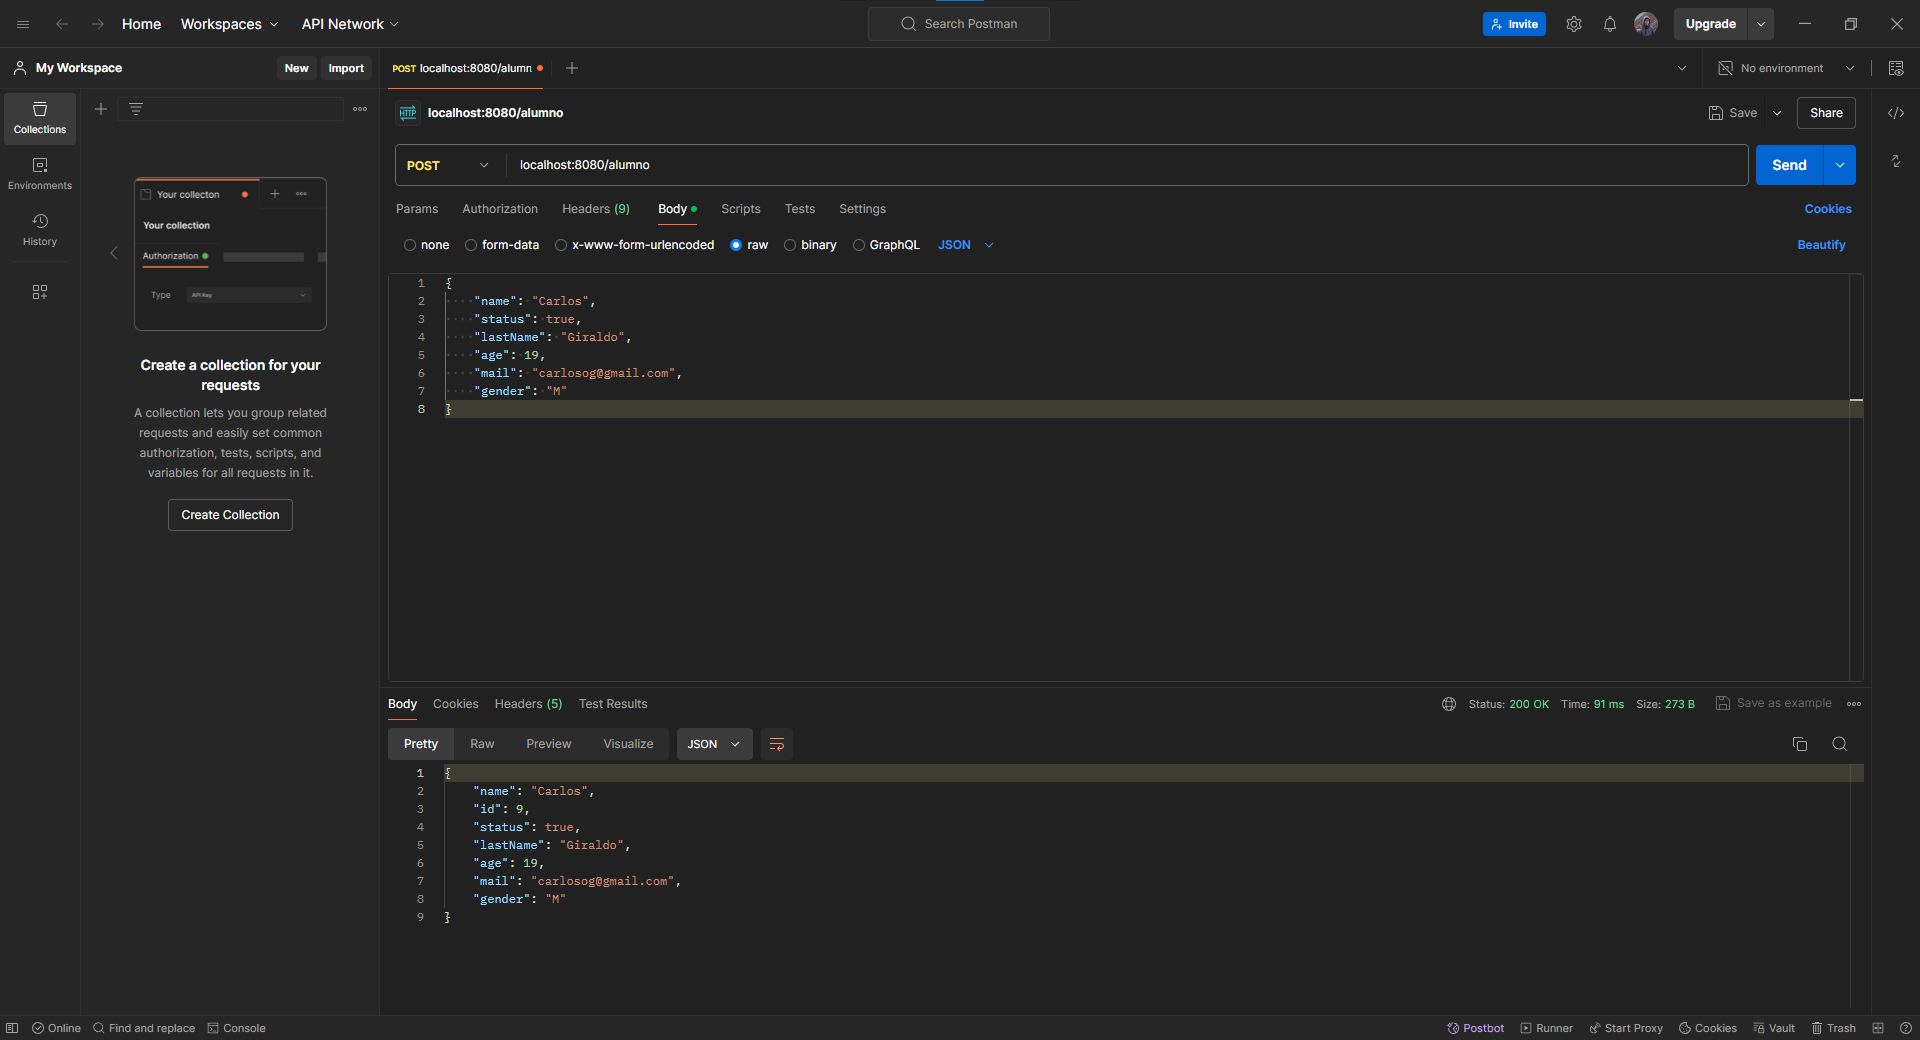 Home Workspaces API Network Search Postman Invite Upgrade
My Workspace New Import POST localhost:8080/alumn No environment
Collections
Environments
History
Your collecton
Your collection
Authorization
Type API Key
Create a collection for your
requests
A collection lets you group related
requests and easily set common
authorization, tests, scripts, and
variables for all requests in it.
Create Collection
HTTP localhost:8080/alumno Save Share
POST localhost:8080/alumno Send
Params Authorization Headers (9) Body Scripts Tests Settings Cookies
none form-data x-www-form-urlencoded raw binary GraphQL JSON Beautify
1 {
2 "name": "Carlos",
3 "status": true,
4 "lastName": "Giraldo",
5 "age": 19,
6 "mail": "carlosog@gmail.com",
7 "gender": "M"
8 }
Body Cookies Headers (5) Test Results Status: 200 OK Time: 91 ms Size: 273 B Save as example
Pretty Raw Preview Visualize JSON
1 {
2 "name": "Carlos",
3 "id": 9,
4 "status": true,
5 "lastName": "Giraldo",
6 "age": 19,
7 "mail": "carlosog@gmail.com",
8 "gender": "M"
9 }
Online Find and replace Console Postbot Runner Start Proxy Cookies Vault Trash